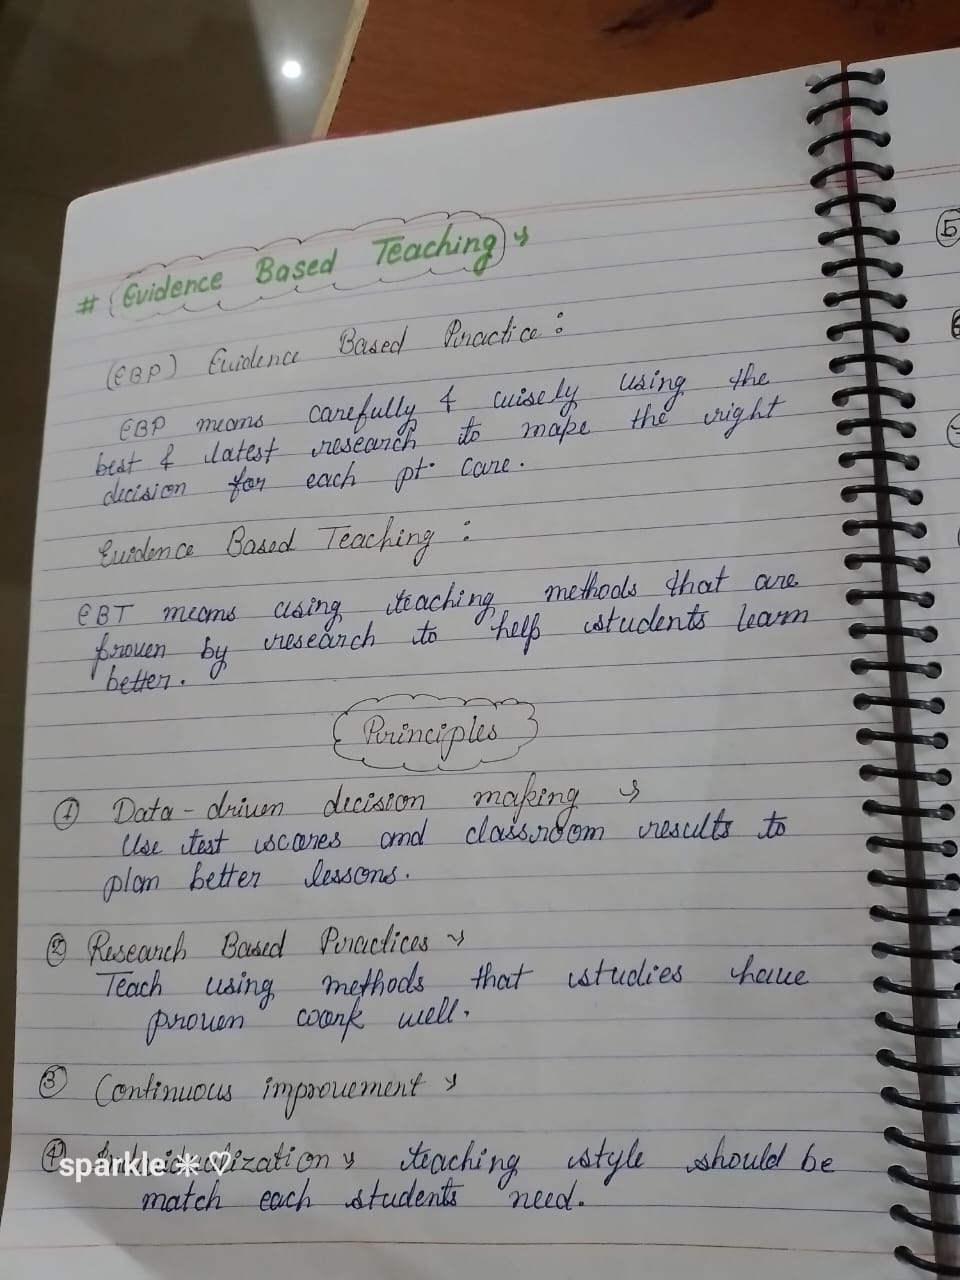 # Evidence Based Teaching
(EBP) Evidence Based Practice :
EBP means carefully & wisely using the
best & latest research to make the right
decision for each pt. care.
Evidence Based Teaching :
EBT means using teaching methods that are
proven by research to help students learn
better.
Principles
① Data-driven decision making
Use test scores and classroom results to
plan better lessons.
② Research Based Practices
Teach using methods that studies have
proven work well.
③ Continuous improvement
④ teaching style should be
sparkle ✳ ♡
match each students need.
5